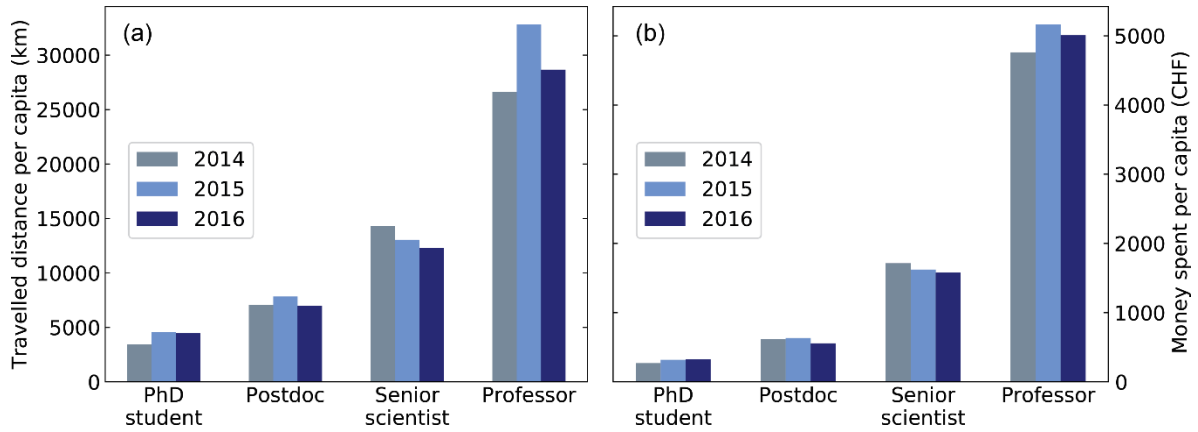 (a)
Travelled distance per capita (km)
30000
25000
20000
15000
10000
5000
0
2014
2015
2016
PhD
student
Postdoc
Senior
scientist
Professor
(b)
2014
2015
2016
PhD
student
Postdoc
Senior
scientist
Professor
5000
4000
3000
2000
1000
0
Money spent per capita (CHF)